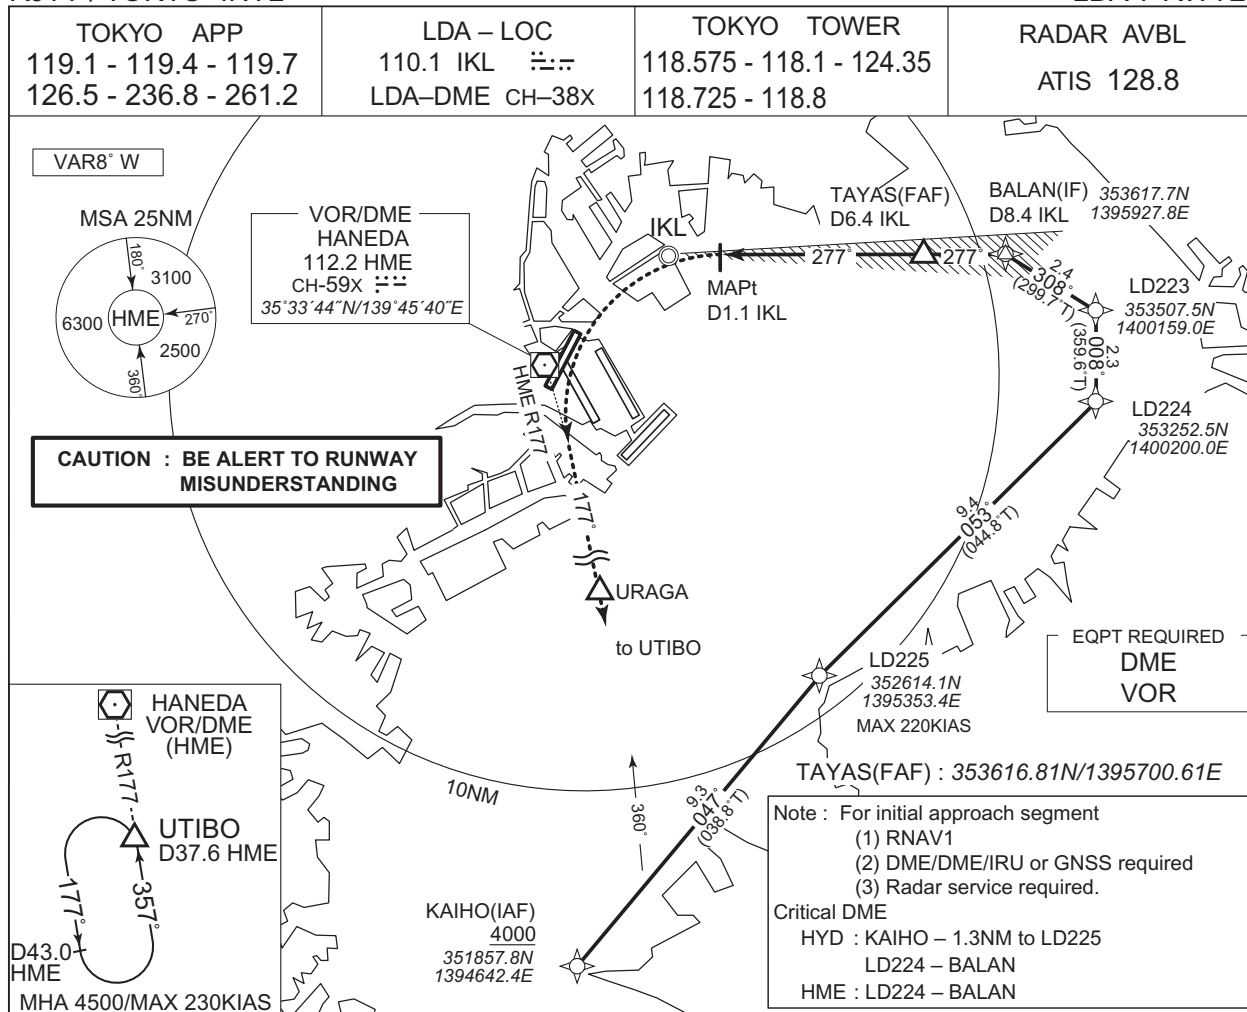 TOKYO APP
119.1 - 119.4 - 119.7
126.5 - 236.8 - 261.2
LDA – LOC
110.1 IKL
LDA–DME CH–38X
TOKYO TOWER
118.575 - 118.1 - 124.35
118.725 - 118.8
RADAR AVBL
ATIS 128.8
VAR8° W
MSA 25NM
180°
3100
6300
HME
270°
2500
360°
VOR/DME
HANEDA
112.2 HME
CH-59X
35°33′44″N/139°45′40″E
IKL
TAYAS(FAF)
D6.4 IKL
BALAN(IF)
D8.4 IKL
353617.7N
1395927.8E
277°
277°
MAPt
D1.1 IKL
2.4
308°
(299.7°T)
LD223
353507.5N
1400159.0E
2.3
008°
(359.6°T)
LD224
353252.5N
1400200.0E
HME R177
CAUTION : BE ALERT TO RUNWAY
MISUNDERSTANDING
177°
9.4
053°
(044.8°T)
URAGA
to UTIBO
EQPT REQUIRED
DME
VOR
LD225
352614.1N
1395353.4E
MAX 220KIAS
HANEDA
VOR/DME
(HME)
R177
UTIBO
D37.6 HME
177°
357°
D43.0
HME
MHA 4500/MAX 230KIAS
10NM
360°
9.3
047°
(038.8°T)
TAYAS(FAF) : 353616.81N/1395700.61E
KAIHO(IAF)
4000
351857.8N
1394642.4E
Note : For initial approach segment
(1) RNAV1
(2) DME/DME/IRU or GNSS required
(3) Radar service required.
Critical DME
HYD : KAIHO – 1.3NM to LD225
LD224 – BALAN
HME : LD224 – BALAN